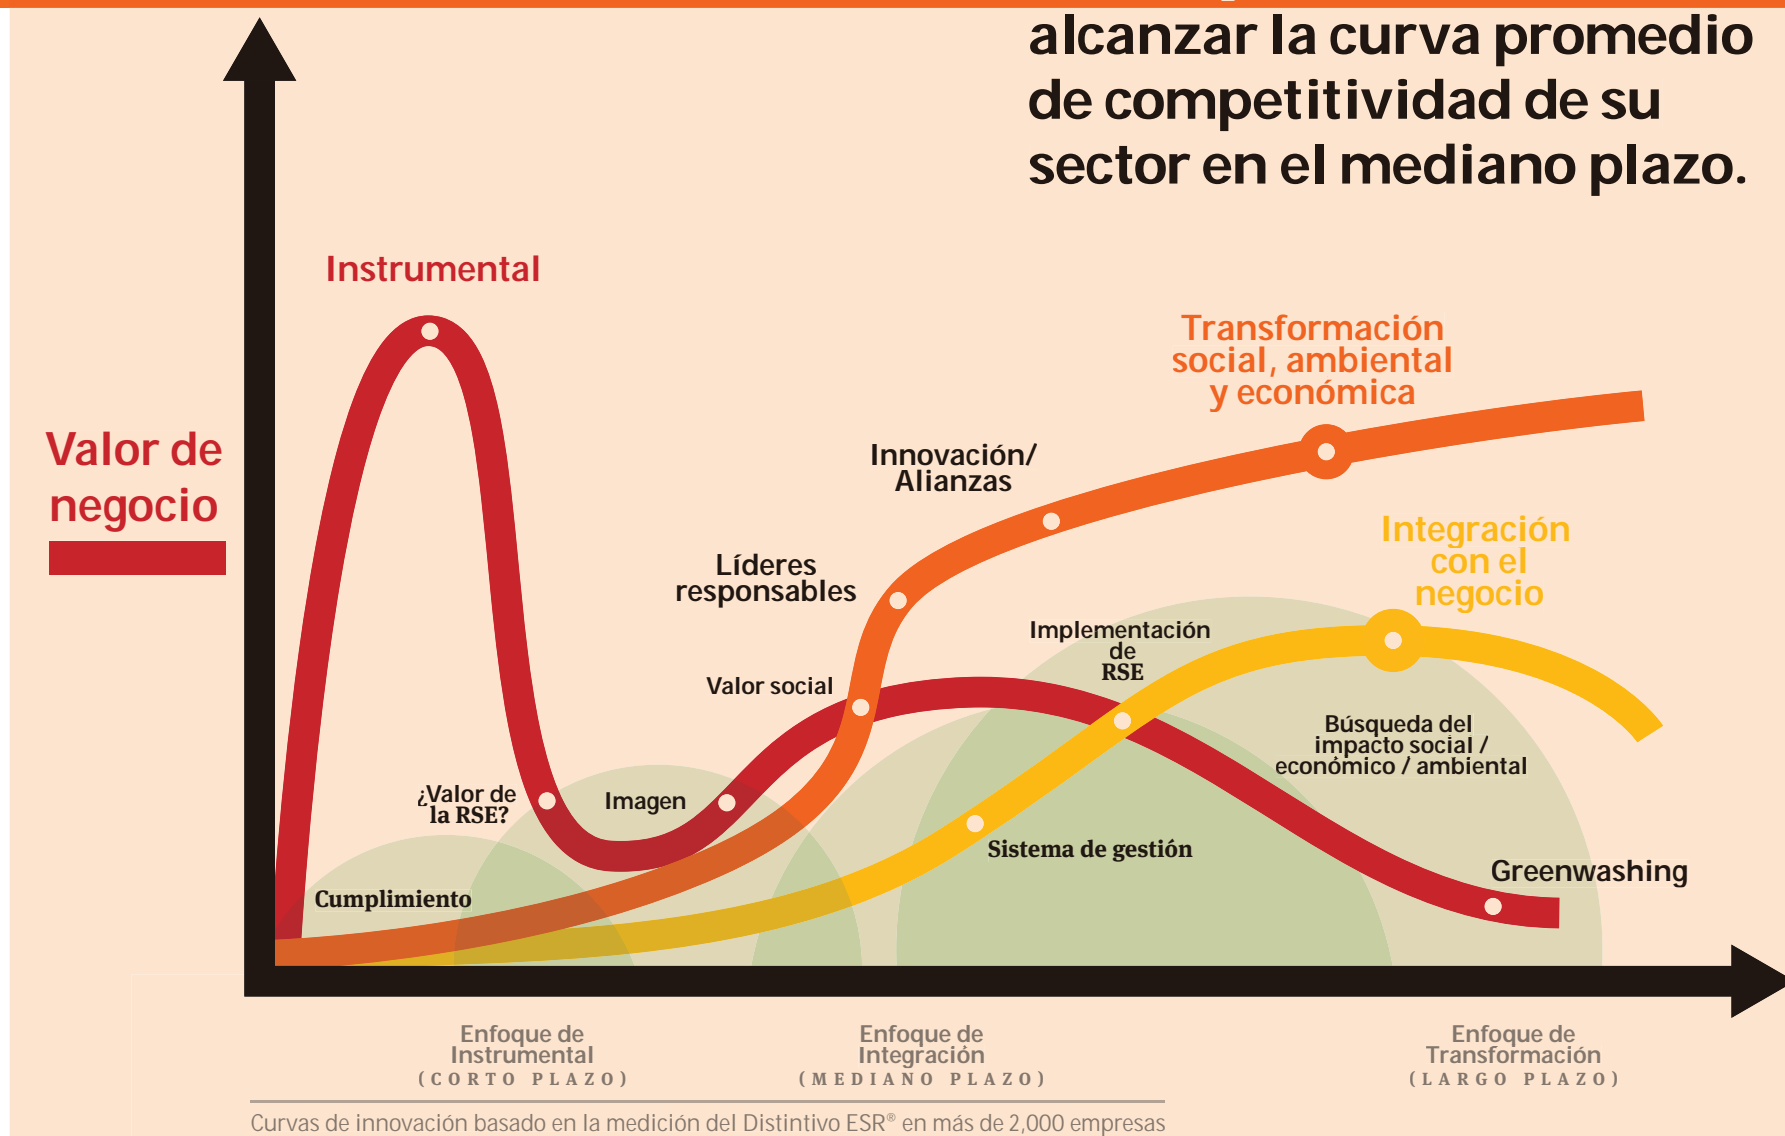 alcanzar la curva promedio
de competitividad de su
sector en el mediano plazo.
Instrumental
Transformación
social, ambiental
y económica
Valor de
negocio
Innovación/
Alianzas
Integración
con el
negocio
Líderes
responsables
Implementación
de
RSE
Valor social
Búsqueda del
impacto social /
económico / ambiental
¿Valor de
la RSE?
Imagen
Sistema de gestión
Greenwashing
Cumplimiento
Enfoque de
Instrumental
(CORTO PLAZO)
Enfoque de
Integración
(MEDIANO PLAZO)
Enfoque de
Transformación
(LARGO PLAZO)
Curvas de innovación basado en la medición del Distintivo ESR® en más de 2,000 empresas